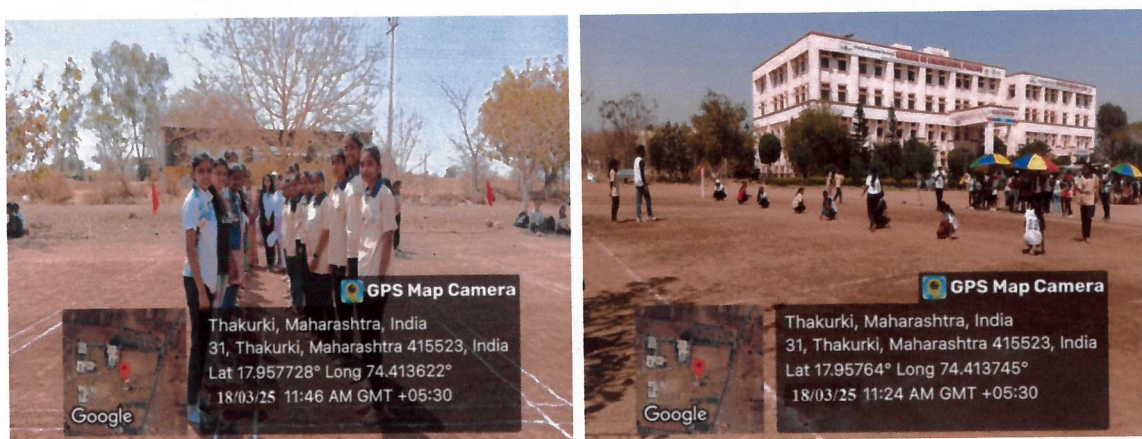 GPS Map Camera
Thakurki, Maharashtra, India
31, Thakurki, Maharashtra 415523, India
Lat 17.957728° Long 74.413622°
18/03/25 11:46 AM GMT +05:30
Google
GPS Map Camera
Thakurki, Maharashtra, India
31, Thakurki, Maharashtra 415523, India
Lat 17.95764° Long 74.413745°
18/03/25 11:24 AM GMT +05:30
Google